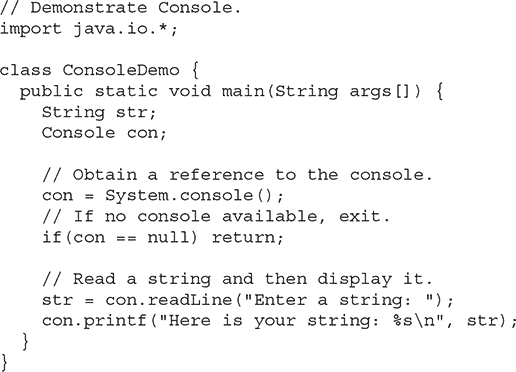 // Demonstrate Console.
import java.io.*;

class ConsoleDemo {
  public static void main(String args[]) {
    String str;
    Console con;

    // Obtain a reference to the console.
    con = System.console();
    // If no console available, exit.
    if(con == null) return;

    // Read a string and then display it.
    str = con.readLine("Enter a string: ");
    con.printf("Here is your string: %s\n", str);
  }
}